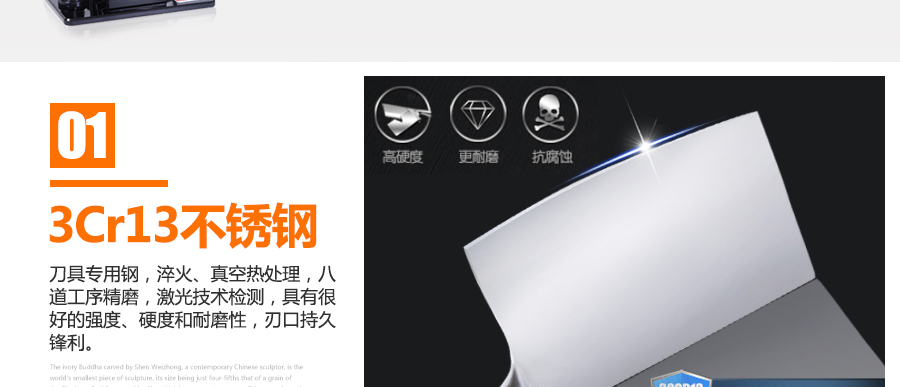 01
3Cr13不锈钢
刀具专用钢，淬火、真空热处理，八
道工序精磨，激光技术检测，具有很
好的强度、硬度和耐磨性，刃口持久
锋利。
The ivory Buddha carved by Shen Weizhong, a contemporary Chinese sculptor, is the
world's smallest piece of sculpture, its size being just four-fifths that of a grain of
高硬度
更耐磨
抗腐蚀